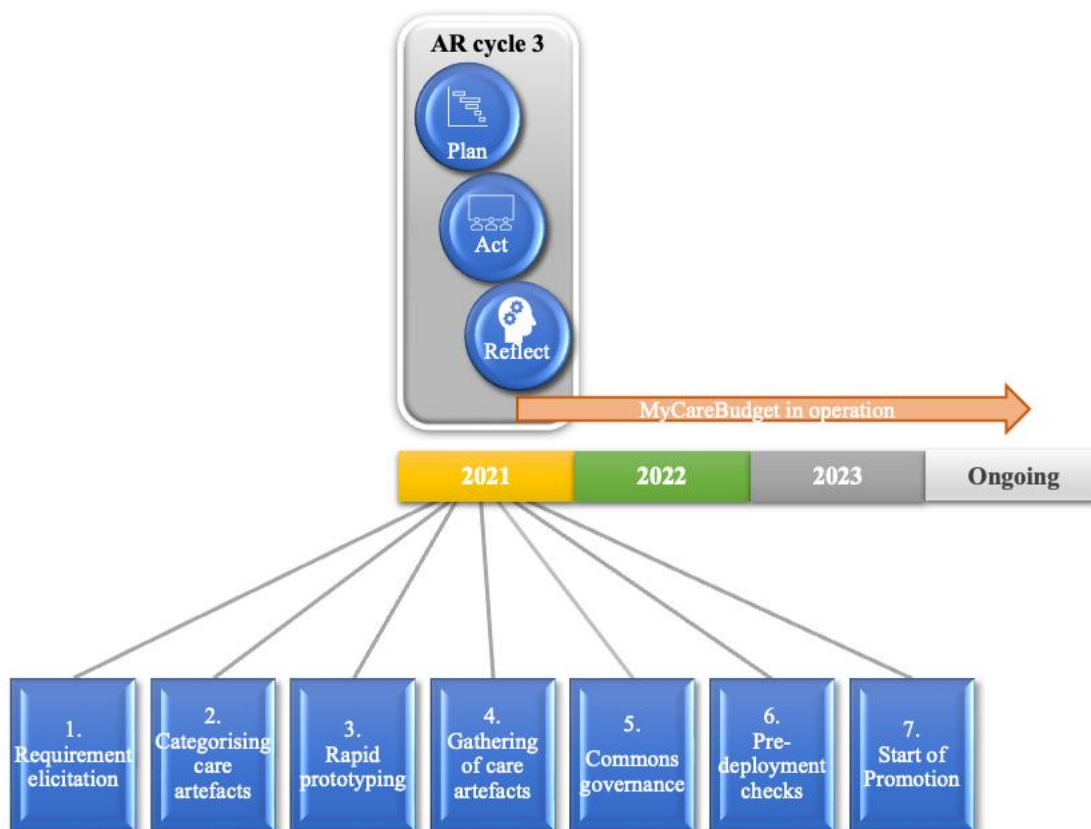 AR cycle 3
Plan
Act
Reflect
MyCareBudget in operation
2021
2022
2023
Ongoing
1.
Requirement
elicitation
2.
Categorising
care
artefacts
3.
Rapid
prototyping
4.
Gathering
of care
artefacts
5.
Commons
governance
6.
Pre-
deployment
checks
7.
Start of
Promotion